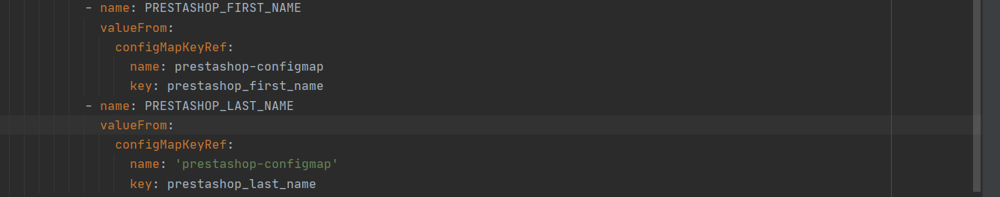 - name: PRESTASHOP_FIRST_NAME
  valueFrom:
    configMapKeyRef:
      name: prestashop-configmap
      key: prestashop_first_name
- name: PRESTASHOP_LAST_NAME
  valueFrom:
    configMapKeyRef:
      name: 'prestashop-configmap'
      key: prestashop_last_name